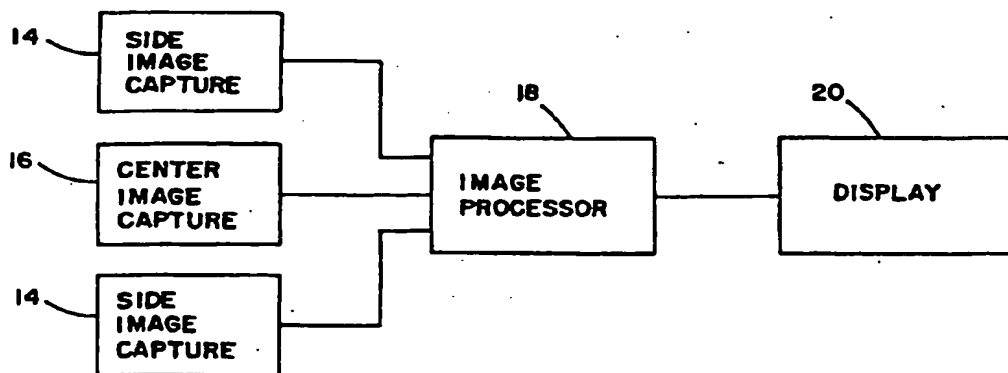 14
SIDE
IMAGE
CAPTURE
16
CENTER
IMAGE
CAPTURE
14
SIDE
IMAGE
CAPTURE
18
IMAGE
PROCESSOR
20
DISPLAY